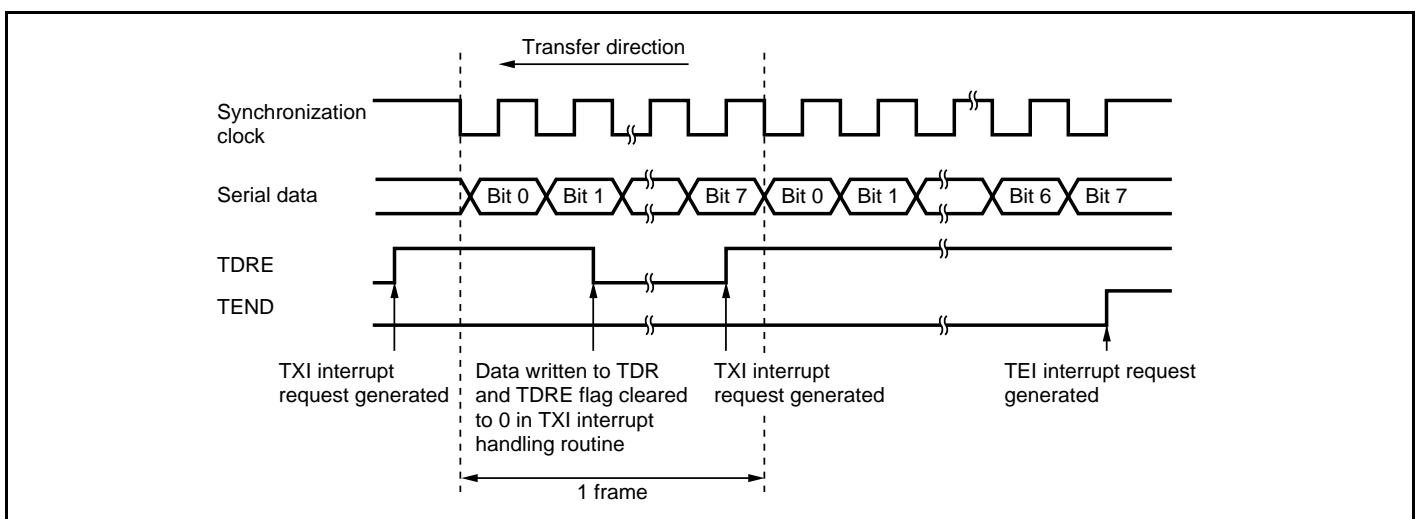 Transfer direction
Synchronization
clock
Serial data
Bit 0
Bit 1
Bit 7
Bit 0
Bit 1
Bit 6
Bit 7
TDRE
TEND
TXI interrupt
request generated
Data written to TDR
and TDRE flag cleared
to 0 in TXI interrupt
handling routine
TXI interrupt
request generated
TEI interrupt request
generated
1 frame